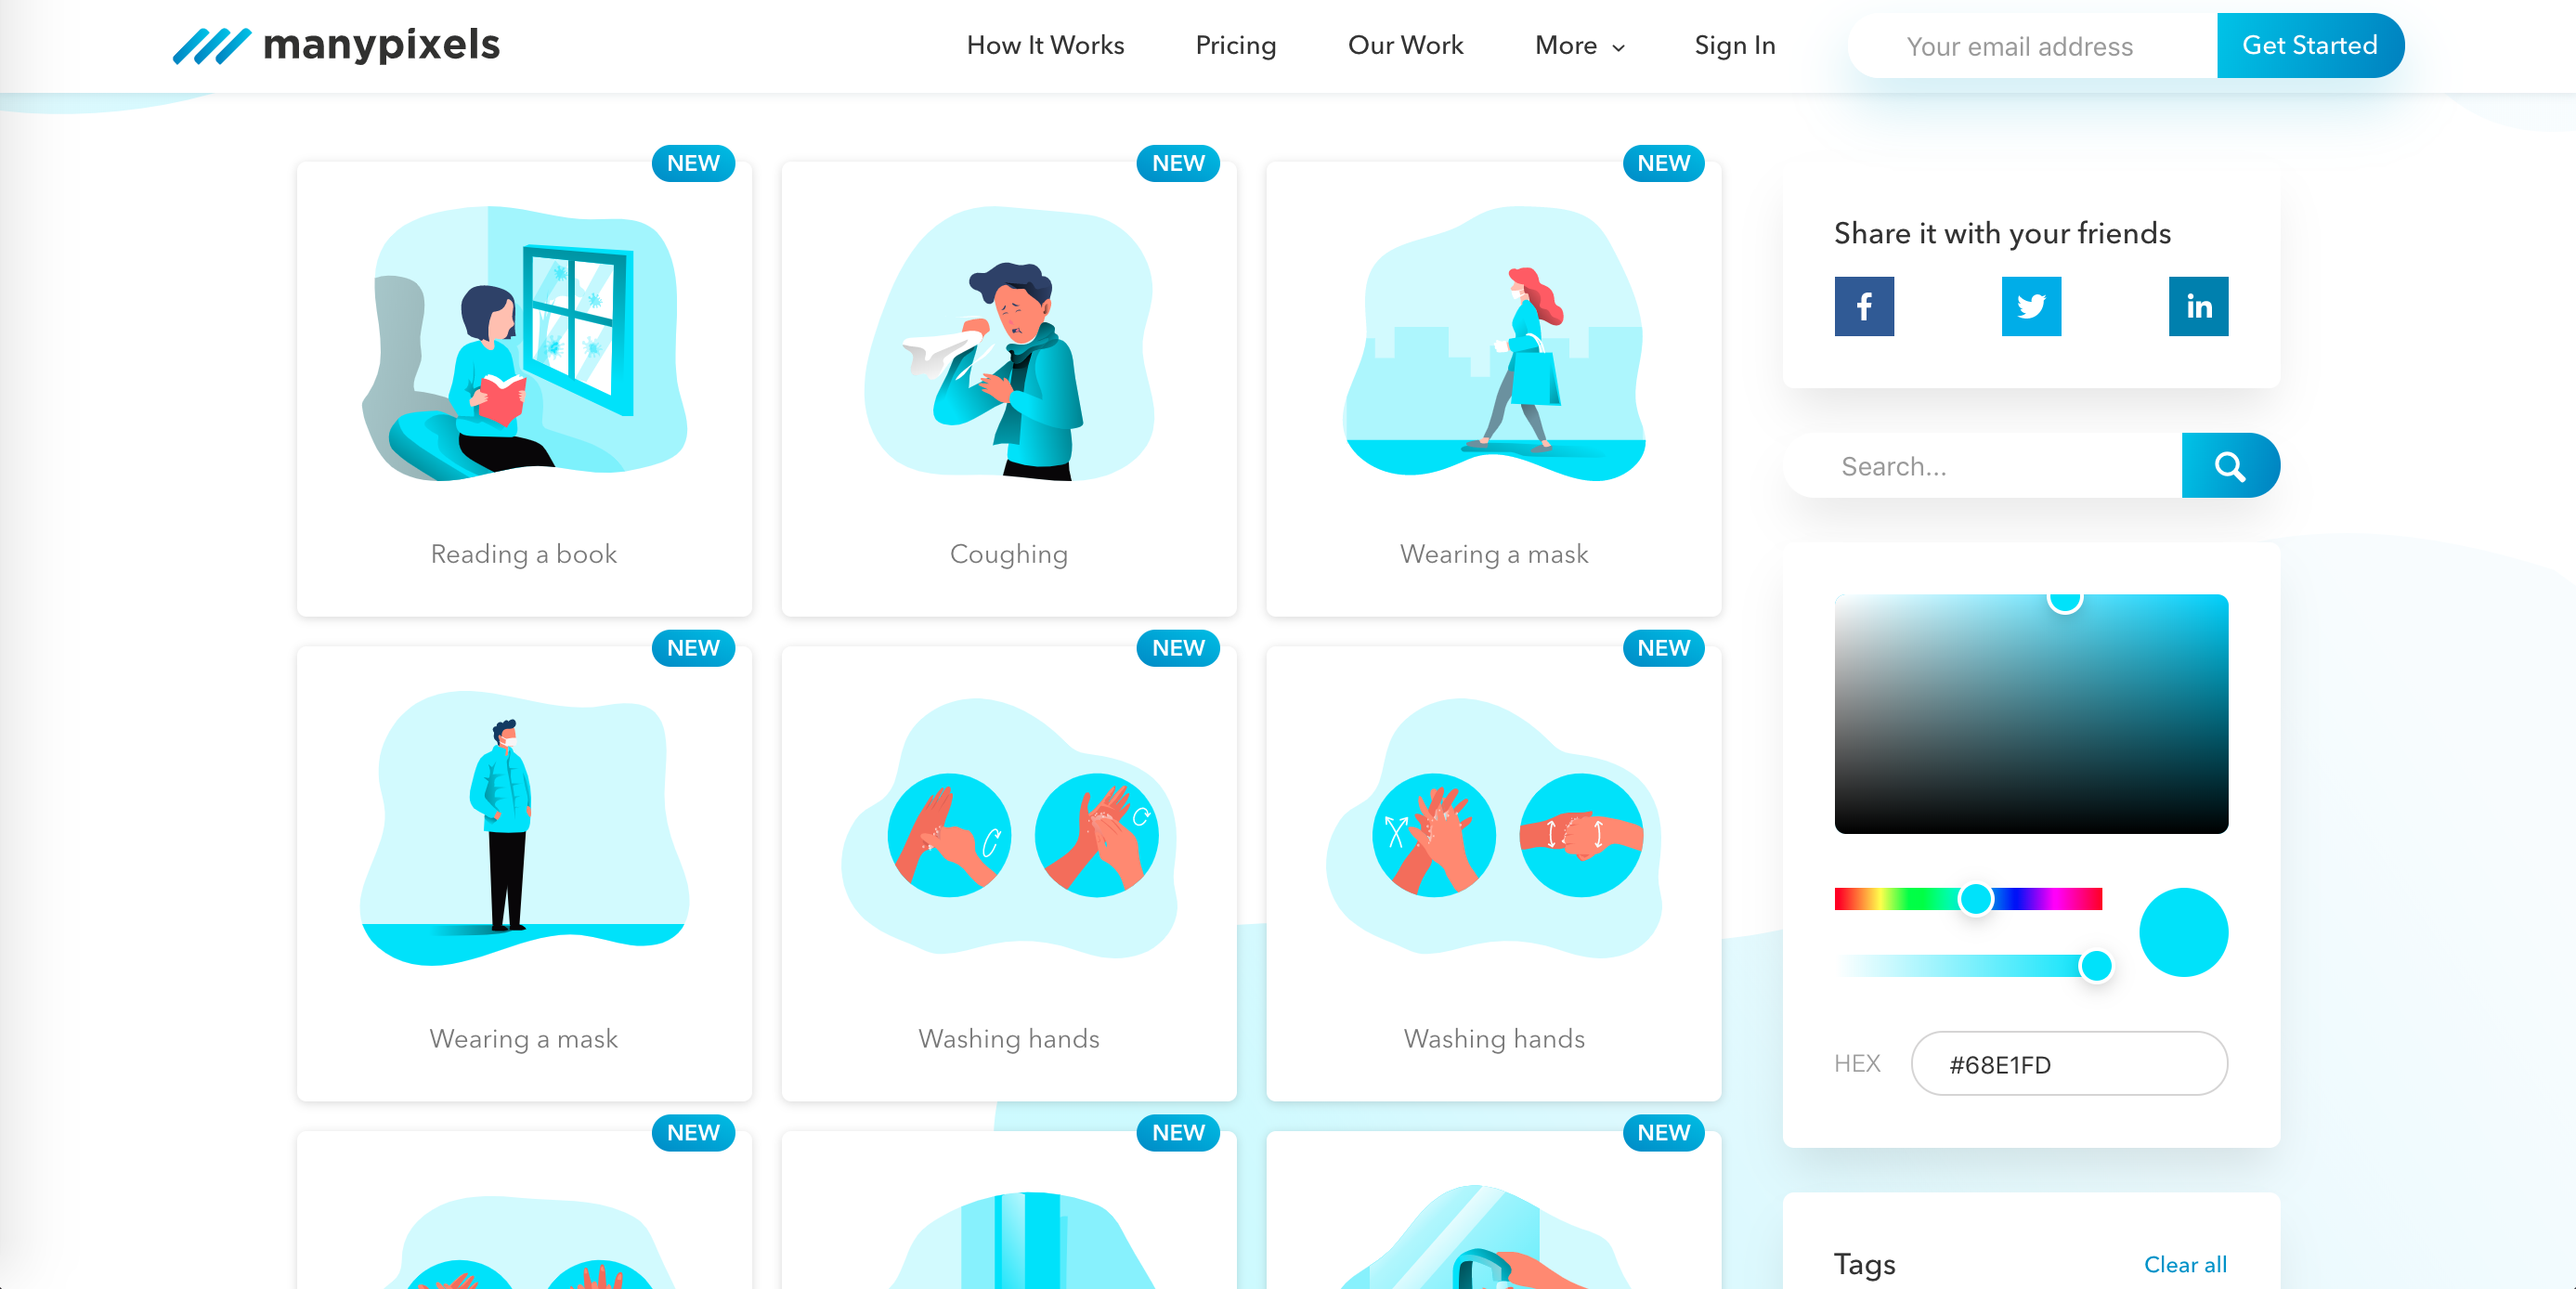 manypixels
How It Works
Pricing
Our Work
More
Sign In
Your email address
Get Started
NEW
NEW
NEW
Reading a book
Coughing
Wearing a mask
NEW
NEW
NEW
Wearing a mask
Washing hands
Washing hands
NEW
NEW
NEW
Share it with your friends
f
in
Search...
HEX
#68E1FD
Tags
Clear all